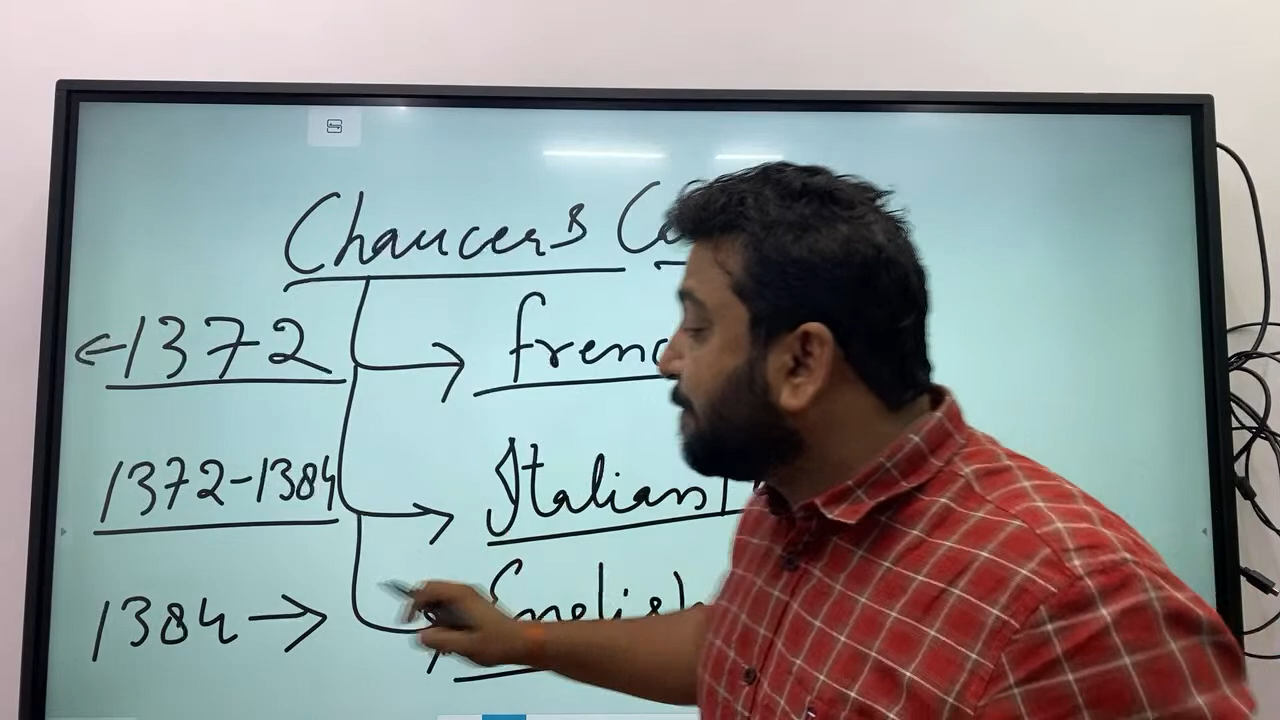 Chaucer's
←1372 → Frenc
1372-1384 → Italian
1384 → English